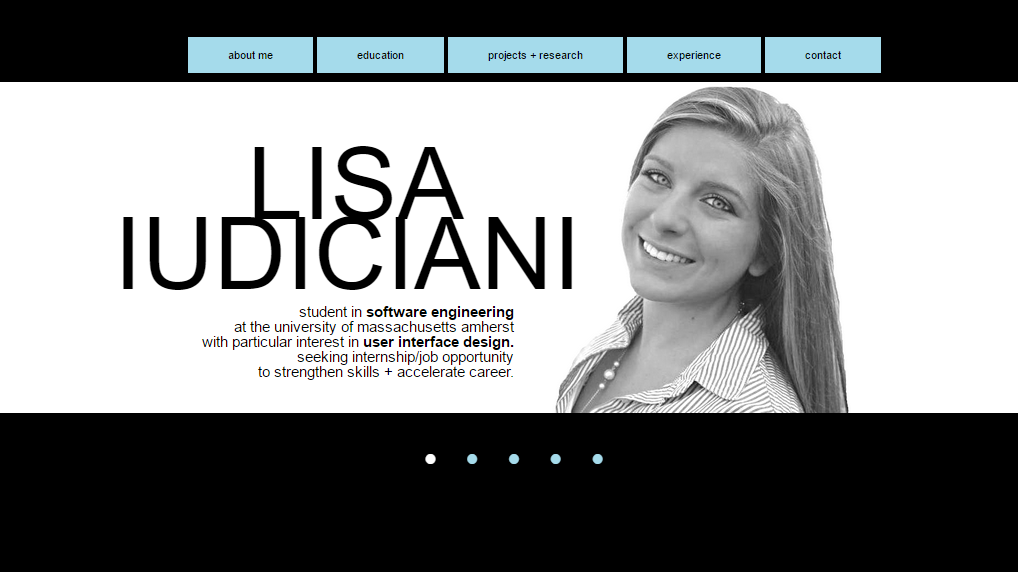 about me
education
projects + research
experience
contact
LISA
IUDICIANI
student in software engineering
at the university of massachusetts amherst
with particular interest in user interface design.
seeking internship/job opportunity
to strengthen skills + accelerate career.